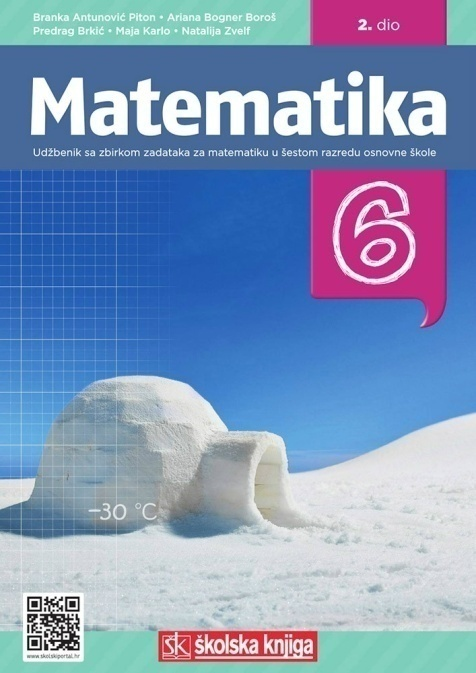 Branka Antunović Piton • Ariana Bogner Boroš
Predrag Brkić • Maja Karlo • Natalija Zvelf
2. dio
Matematika
Udžbenik sa zbirkom zadataka za matematiku u šestom razredu osnovne škole
6
−30 °C
www.skolskiportal.hr
šk školska knjiga